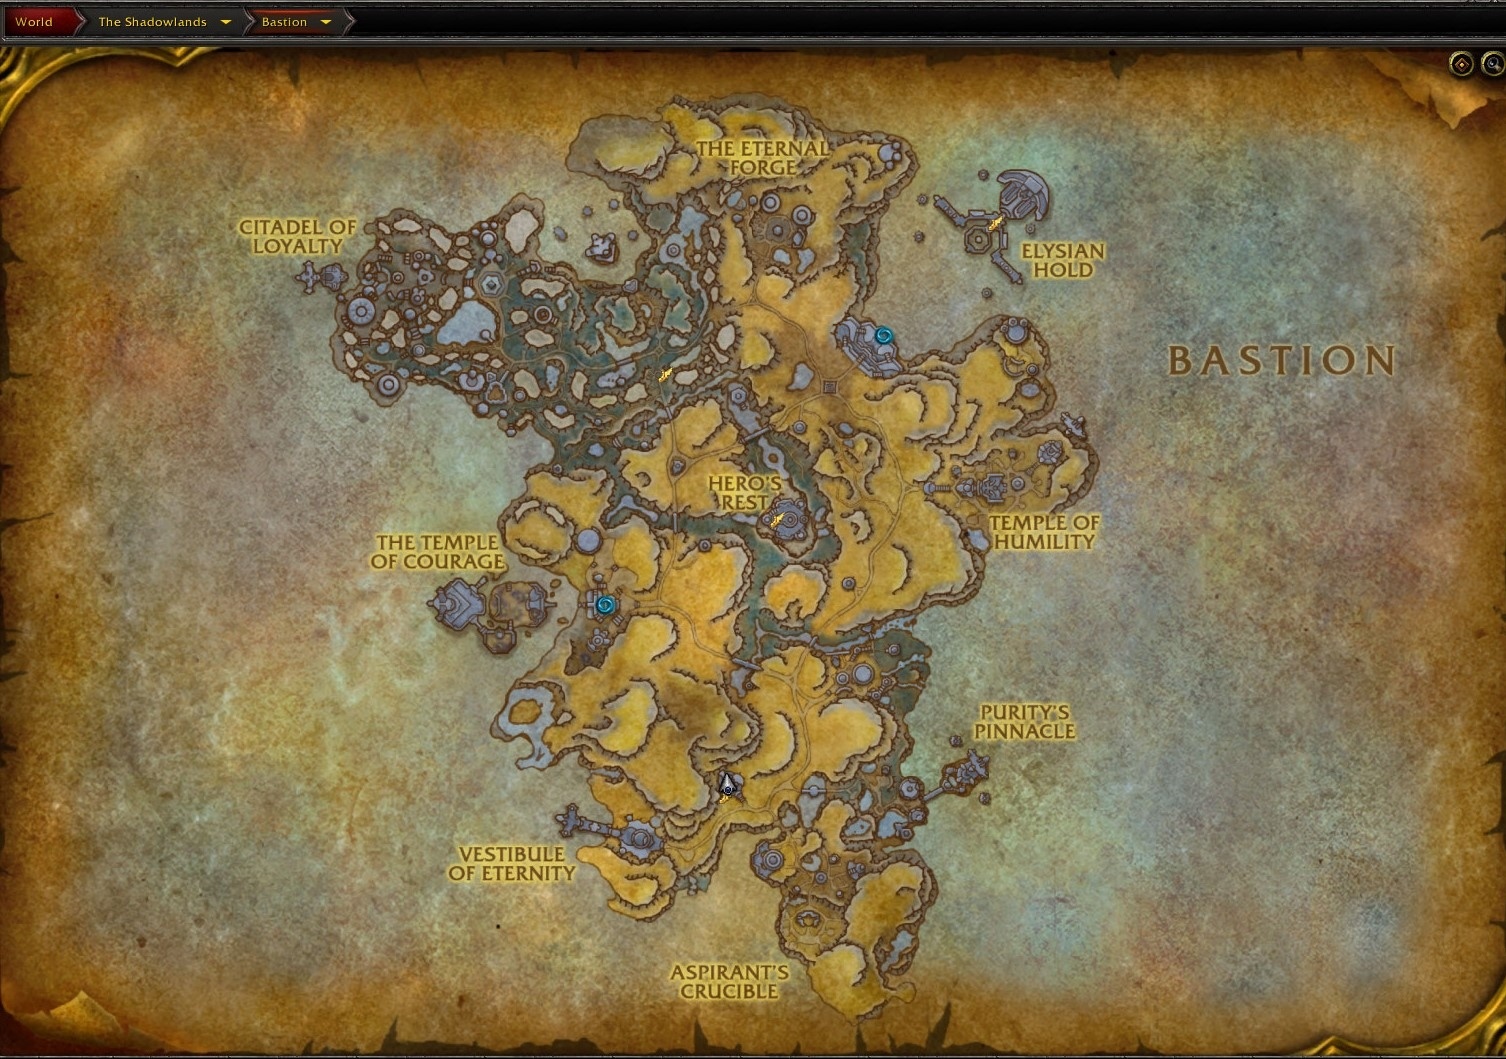 World The Shadowlands Bastion
THE ETERNAL
FORGE
CITADEL OF
LOYALTY
ELYSIAN
HOLD
BASTION
HERO'S
REST
TEMPLE OF
HUMILITY
THE TEMPLE
OF COURAGE
PURITY'S
PINNACLE
VESTIBULE
OF ETERNITY
ASPIRANT'S
CRUCIBLE